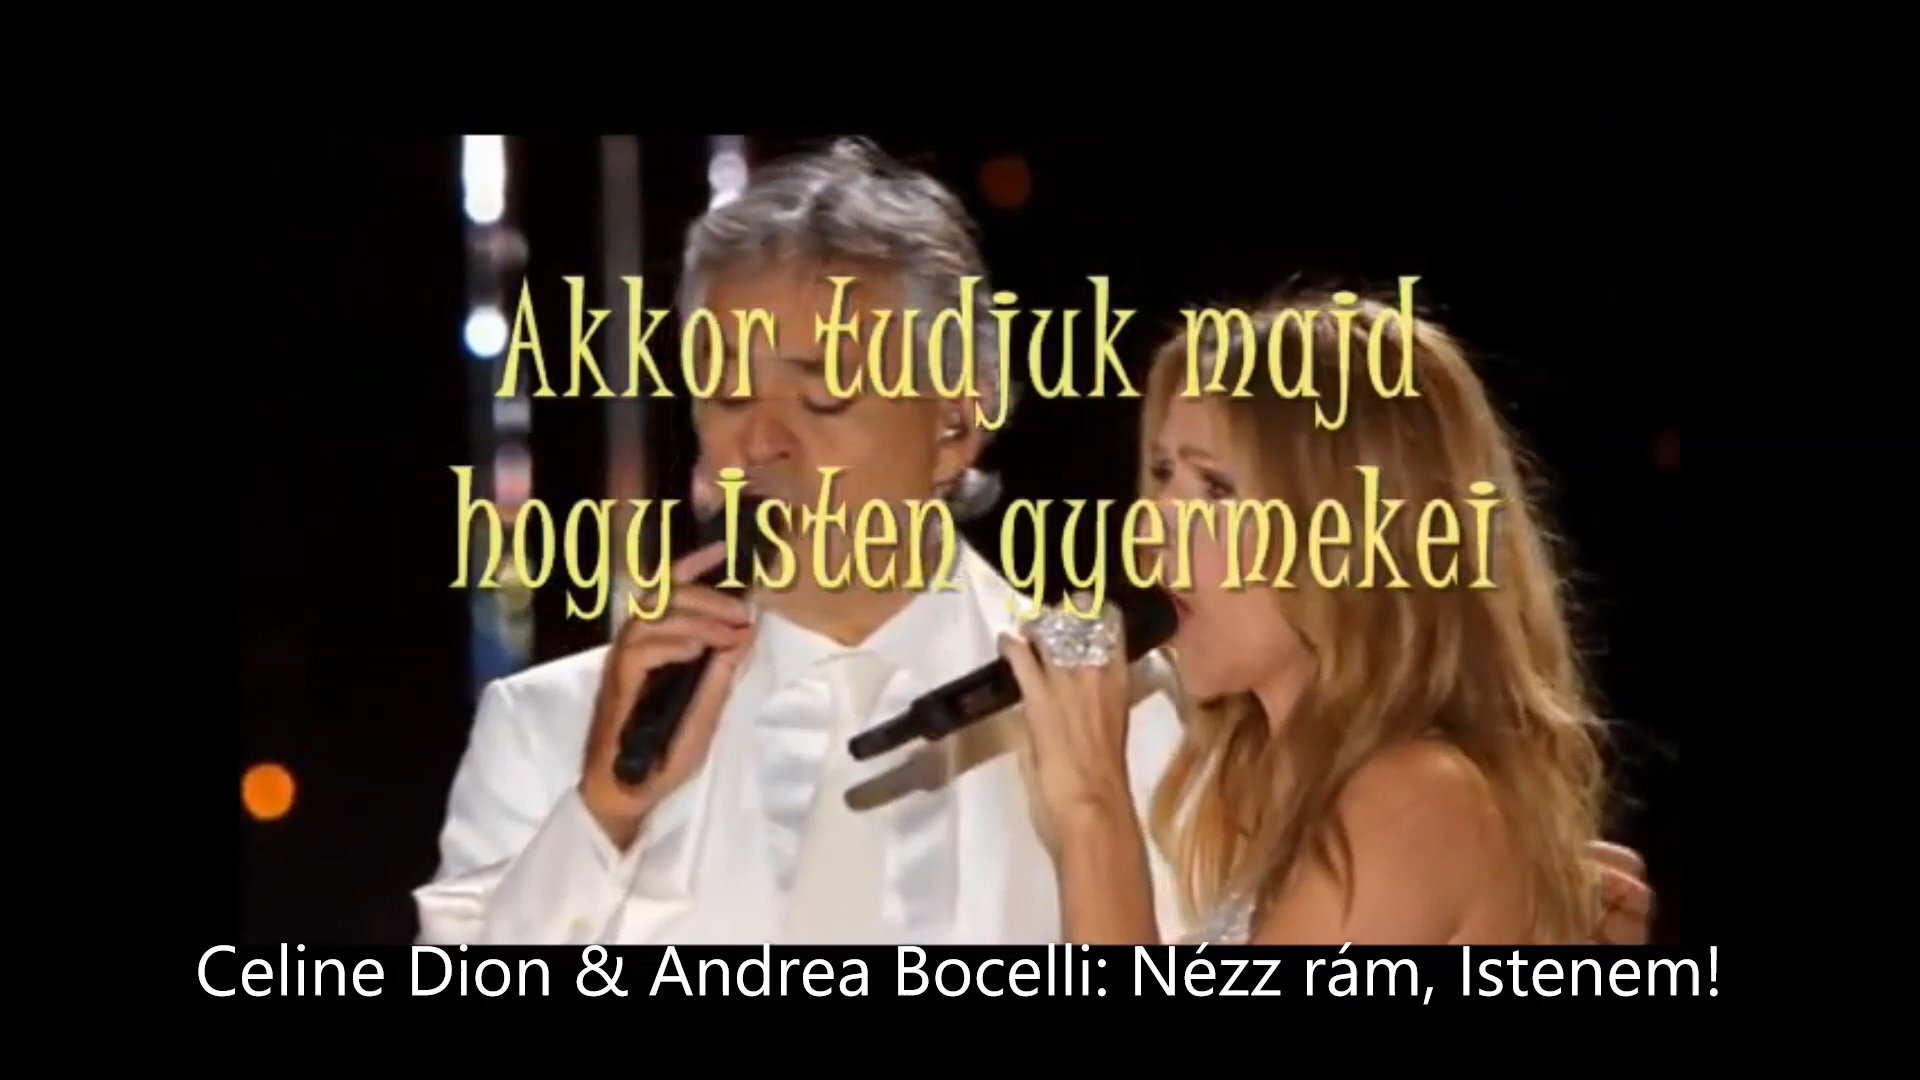 Akkor tudjuk majd
hogy Isten gyermekei
Celine Dion & Andrea Bocelli: Nézz rám, Istenem!